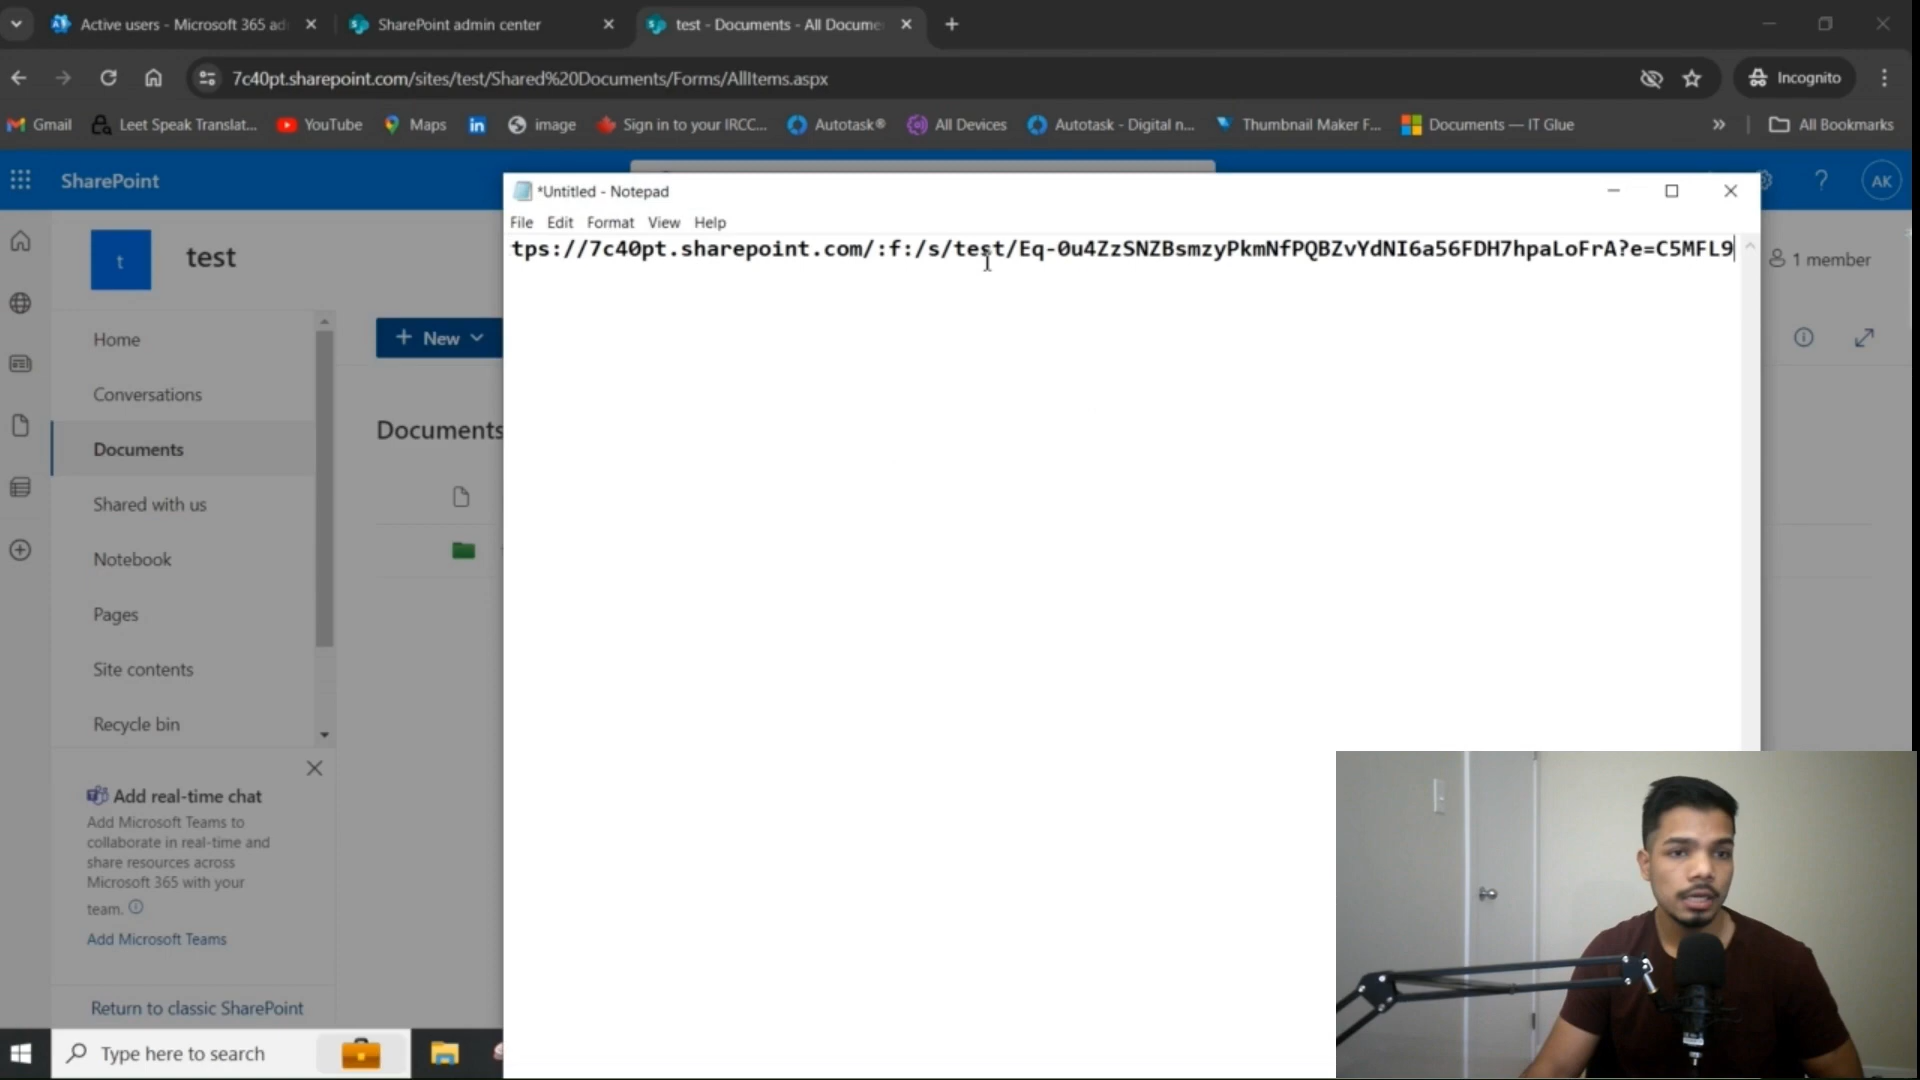 Active users - Microsoft 365 ad
SharePoint admin center
test - Documents - All Docume
7c40pt.sharepoint.com/sites/test/Shared%20Documents/Forms/AllItems.aspx
Incognito
Gmail
Leet Speak Translat...
YouTube
Maps
in
image
Sign in to your IRCC...
Autotask®
All Devices
Autotask - Digital n...
Thumbnail Maker F...
Documents — IT Glue
»
All Bookmarks
SharePoint
?
AK
*Untitled - Notepad
File Edit Format View Help
tps://7c40pt.sharepoint.com/:f:/s/test/Eq-0u4ZzSNZBsmzyPkmNfPQBZvYdNI6a56FDH7hpaLoFrA?e=C5MFL9
t
test
1 member
Home
+ New
Conversations
Documents
Documents
Shared with us
Notebook
Pages
Site contents
Recycle bin
Add real-time chat
Add Microsoft Teams to
collaborate in real-time and
share resources across
Microsoft 365 with your
team.
Add Microsoft Teams
Return to classic SharePoint
Type here to search